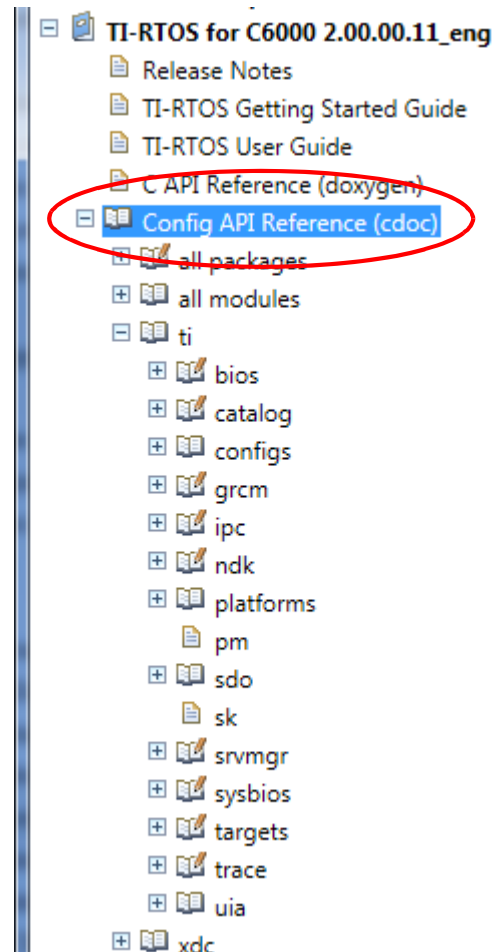 TI-RTOS for C6000 2.00.00.11_eng
Release Notes
TI-RTOS Getting Started Guide
TI-RTOS User Guide
C API Reference (doxygen)
Config API Reference (cdoc)
all packages
all modules
ti
bios
catalog
configs
grcm
ipc
ndk
platforms
pm
sdo
sk
srvmgr
sysbios
targets
trace
uia
xdc